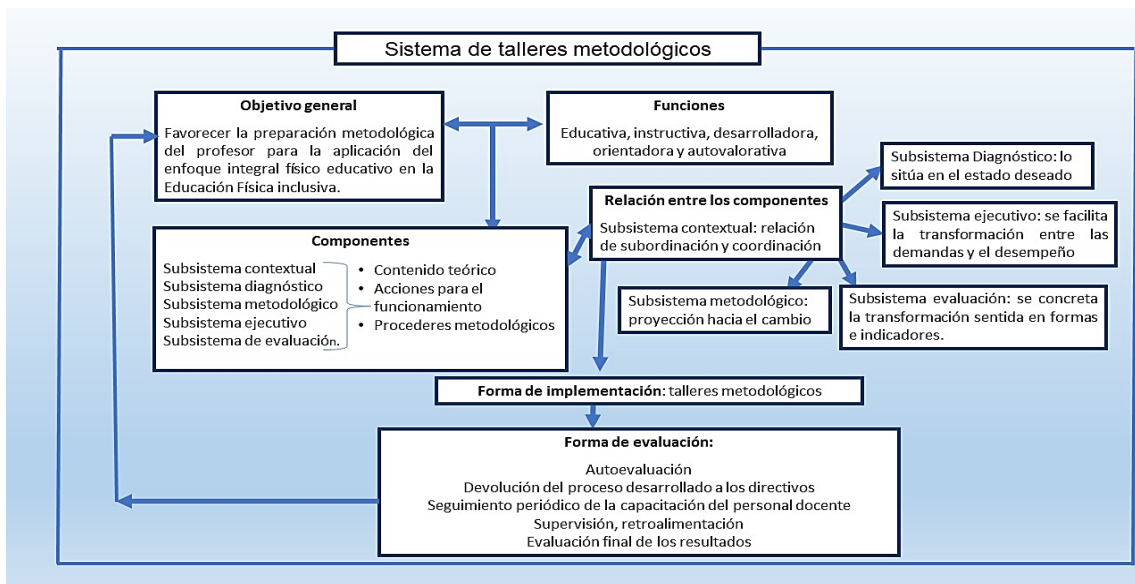 Sistema de talleres metodológicos
Objetivo general
Favorecer la preparación metodológica
del profesor para la aplicación del
enfoque integral físico educativo en la
Educación Física inclusiva.
Funciones
Educativa, instructiva, desarrolladora,
orientadora y autovalorativa
Subsistema Diagnóstico: lo
sitúa en el estado deseado
Relación entre los componentes
Subsistema contextual: relación
de subordinación y coordinación
Subsistema ejecutivo: se facilita
la transformación entre las
demandas y el desempeño
Componentes
Subsistema contextual
Subsistema diagnóstico
Subsistema metodológico
Subsistema ejecutivo
Subsistema de evaluación.
• Contenido teórico
• Acciones para el
funcionamiento
• Procederes metodológicos
Subsistema metodológico:
proyección hacia el cambio
Subsistema evaluación: se concreta
la transformación sentida en formas
e indicadores.
Forma de implementación: talleres metodológicos
Forma de evaluación:
Autoevaluación
Devolución del proceso desarrollado a los directivos
Seguimiento periódico de la capacitación del personal docente
Supervisión, retroalimentación
Evaluación final de los resultados